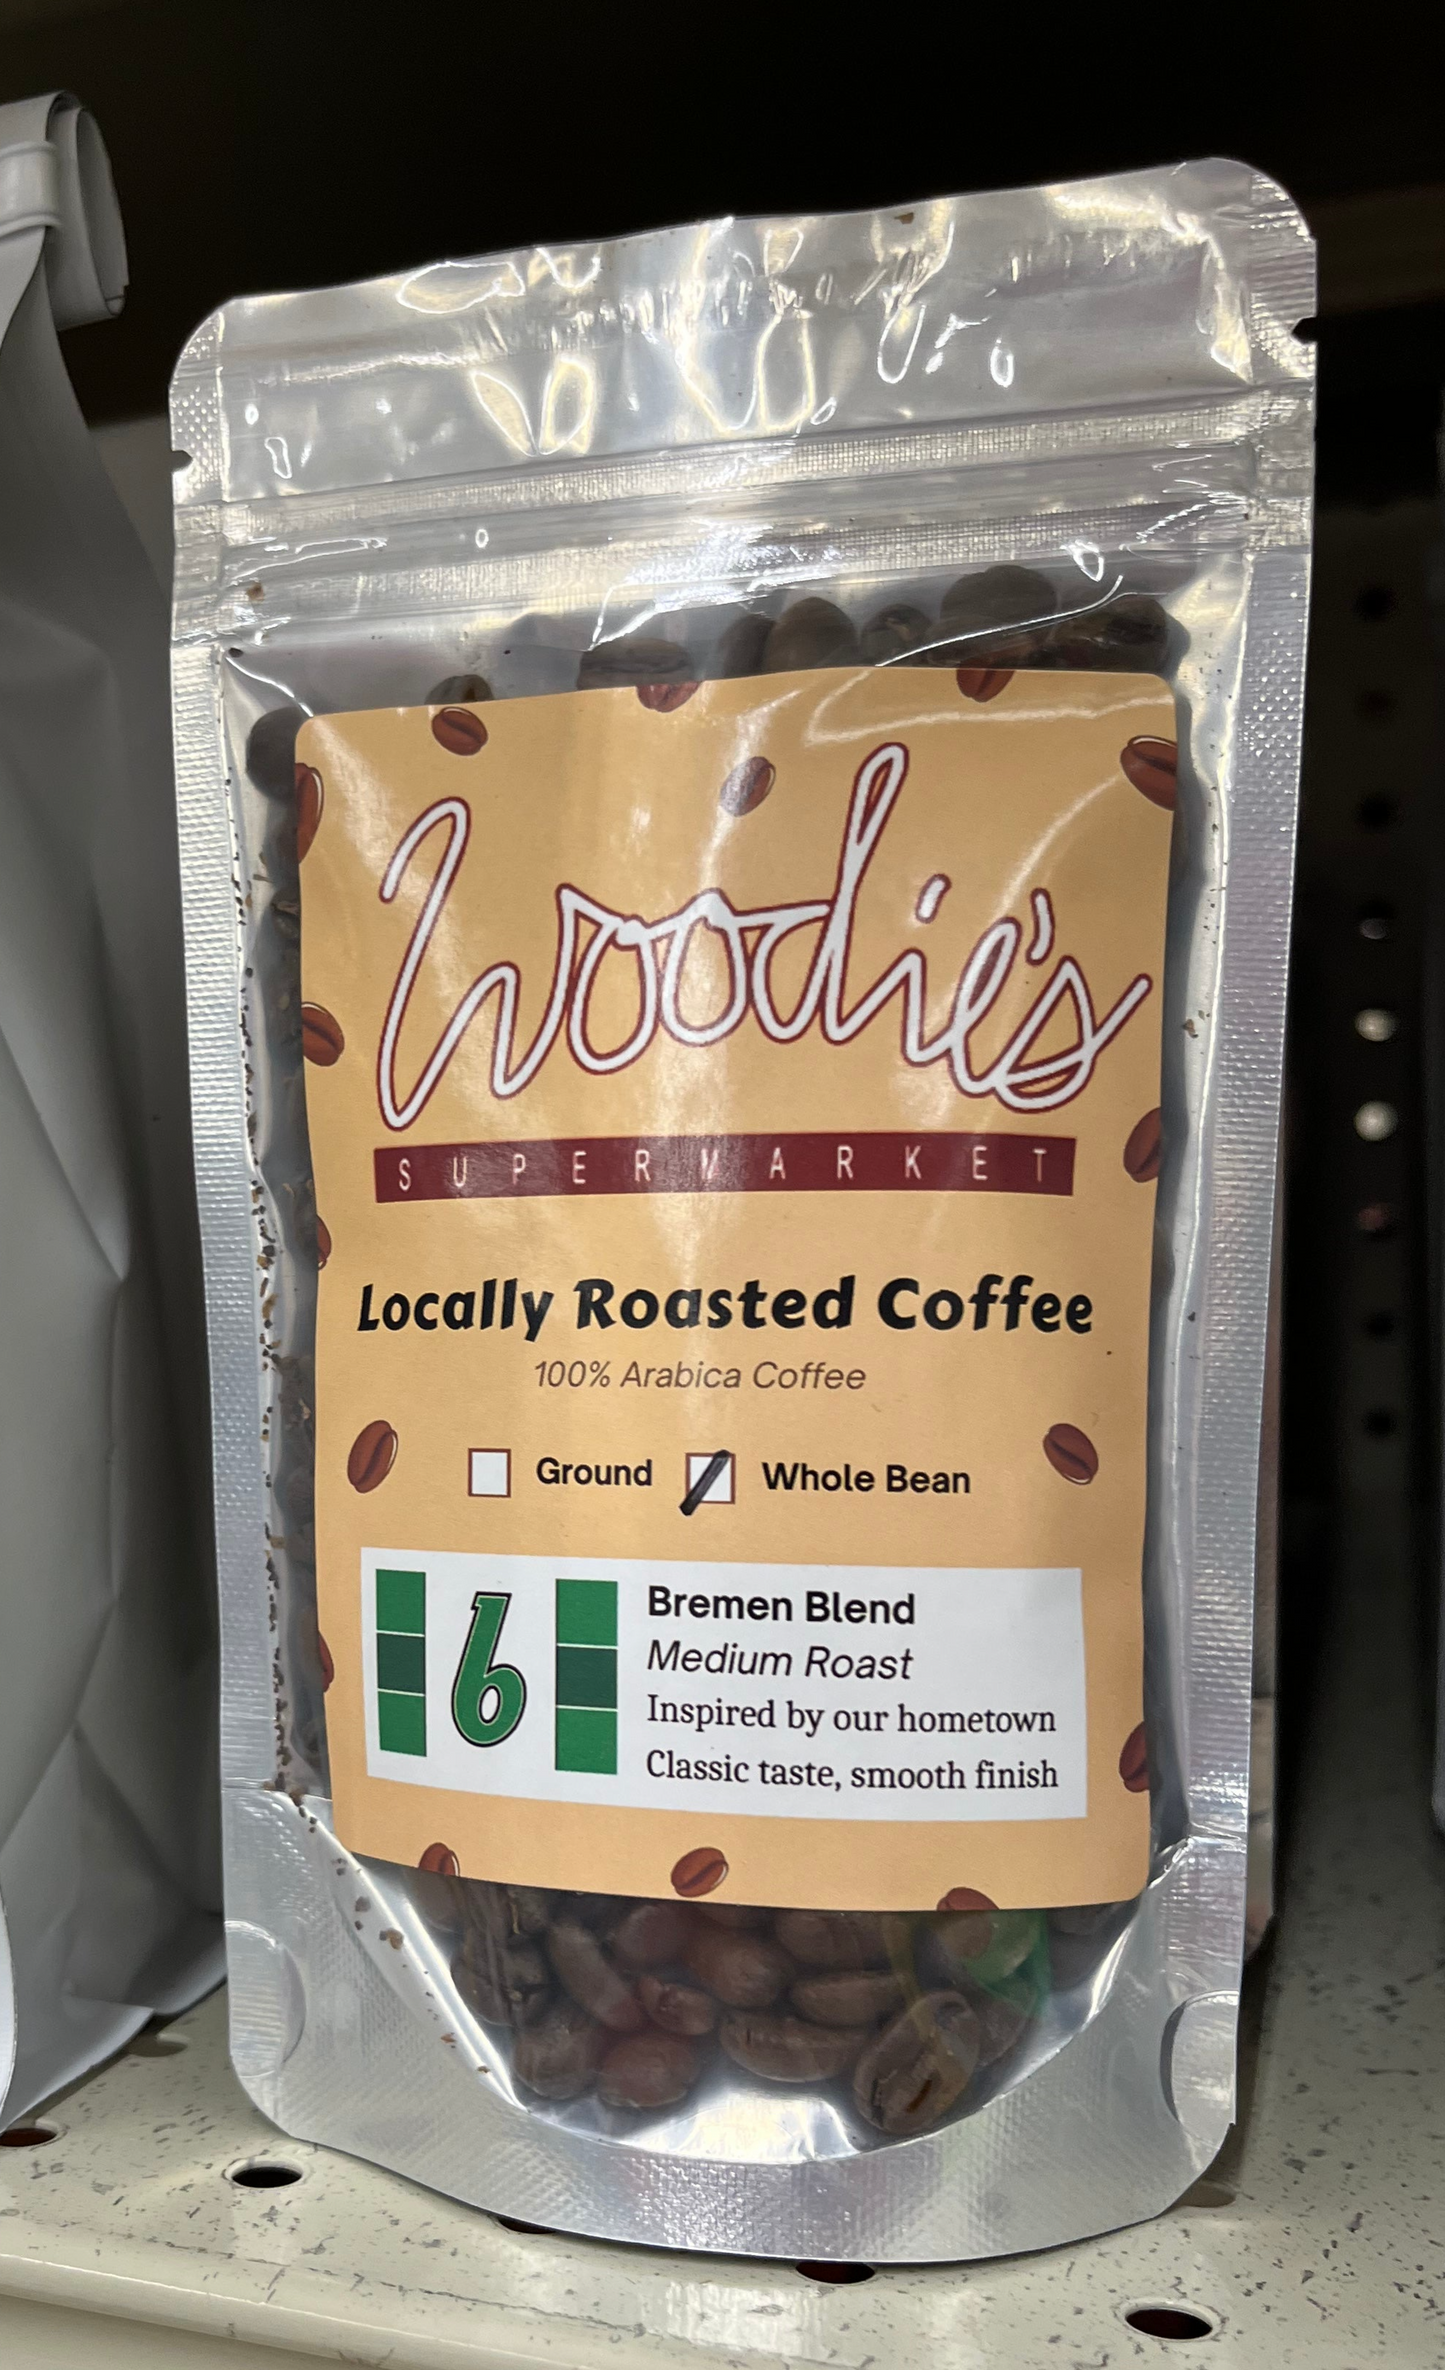 Woodie's
SUPERMARKET
Locally Roasted Coffee
100% Arabica Coffee
Ground Whole Bean
b
Bremen Blend
Medium Roast
Inspired by our hometown
Classic taste, smooth finish